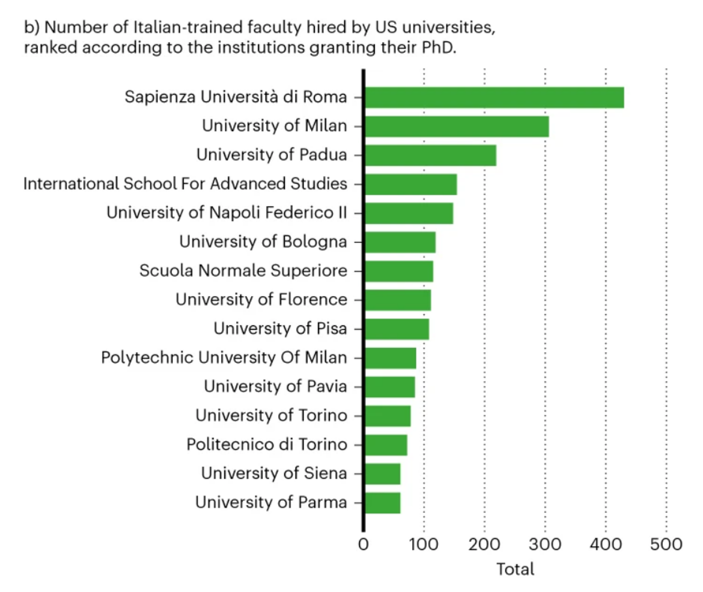 b) Number of Italian-trained faculty hired by US universities,
ranked according to the institutions granting their PhD.
Sapienza Università di Roma
University of Milan
University of Padua
International School For Advanced Studies
University of Napoli Federico II
University of Bologna
Scuola Normale Superiore
University of Florence
University of Pisa
Polytechnic University Of Milan
University of Pavia
University of Torino
Politecnico di Torino
University of Siena
University of Parma
0 100 200 300 400 500
Total